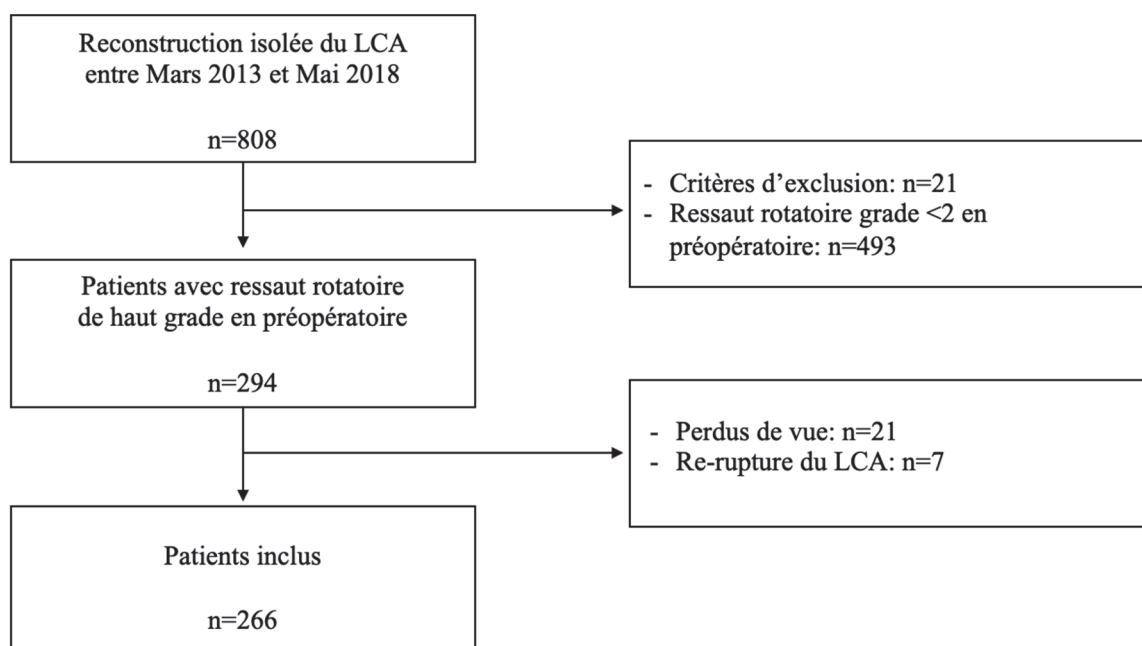 Reconstruction isolée du LCA
entre Mars 2013 et Mai 2018
n=808
- Critères d'exclusion: n=21
- Ressaut rotatoire grade <2 en
préopératoire: n=493
Patients avec ressaut rotatoire
de haut grade en préopératoire
n=294
- Perdus de vue: n=21
- Re-rupture du LCA: n=7
Patients inclus
n=266